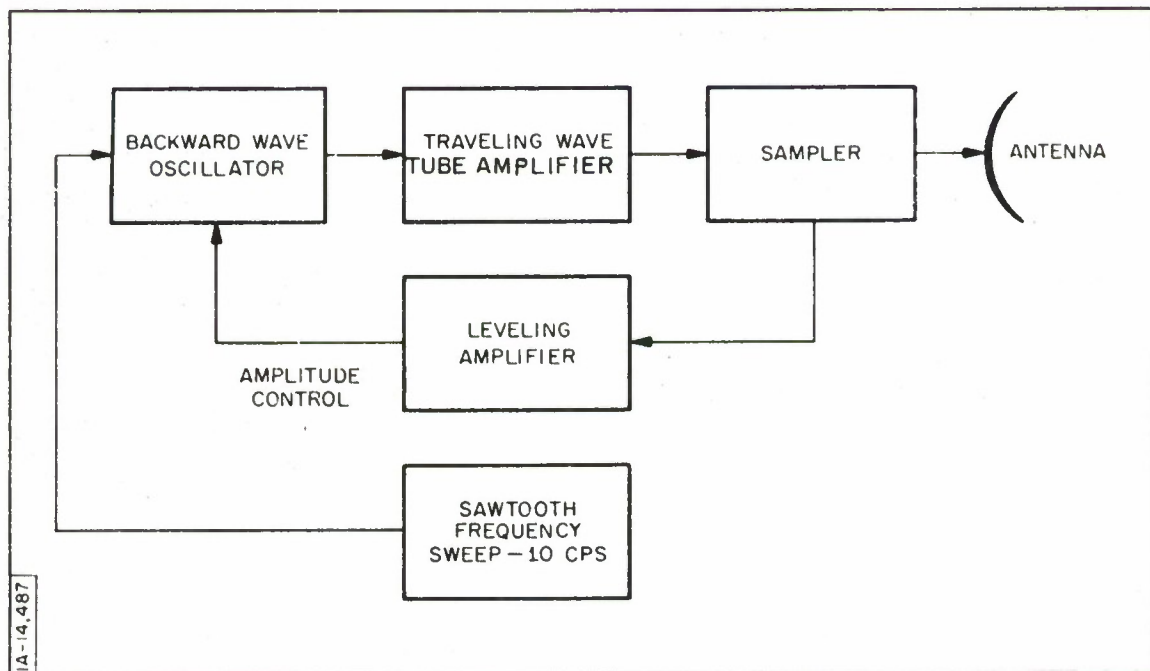 BACKWARD WAVE
OSCILLATOR
TRAVELING WAVE
TUBE AMPLIFIER
SAMPLER
ANTENNA
LEVELING
AMPLIFIER
AMPLITUDE
CONTROL
SAWTOOTH
FREQUENCY
SWEEP – 10 CPS
IA-14,487